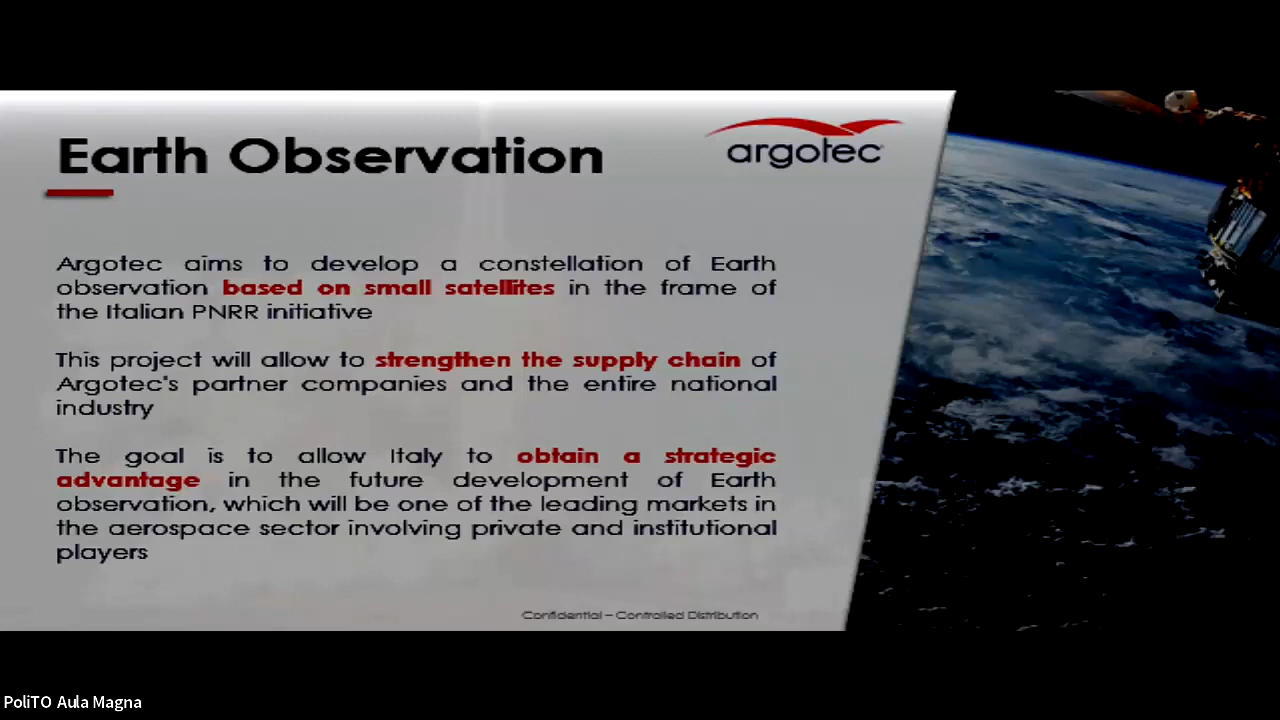 Earth Observation
argotec
Argotec aims to develop a constellation of Earth
observation based on small satellites in the frame of
the Italian PNRR initiative
This project will allow to strengthen the supply chain of
Argotec's partner companies and the entire national
industry
The goal is to allow Italy to obtain a strategic
advantage in the future development of Earth
observation, which will be one of the leading markets in
the aerospace sector involving private and institutional
players
Confidential – Controlled Distribution
PoliTO Aula Magna